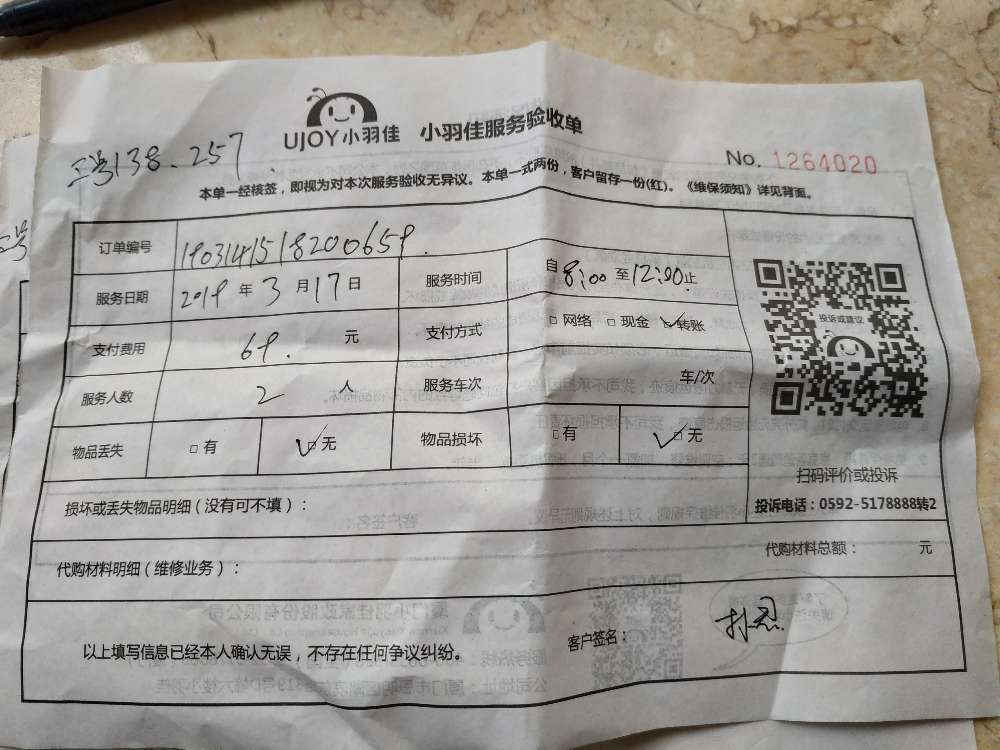 UJOY小羽佳 小羽佳服务验收单
138.257
No. 1264020
本单一经核签,即视为对本次服务验收无异议。本单一式两份,客户留存一份(红)。《维保须知》详见背面。
订单编号 1903141518200659.
服务日期 2019 年 3 月 17 日 服务时间 自 8:00 至 12:00 止
支付费用 69. 元 支付方式 □ 网络 □ 现金 ☑ 转账
服务人数 2 人 服务车次 车/次
物品丢失 □ 有 ☑ 无 物品损坏 □ 有 ☑ 无
投诉或建议
扫码评价或投诉
投诉电话:0592-5178888转2
损坏或丢失物品明细(没有可不填):
代购材料明细(维修业务): 代购材料总额: 元
以上填写信息已经本人确认无误,不存在任何争议纠纷。 客户签名: